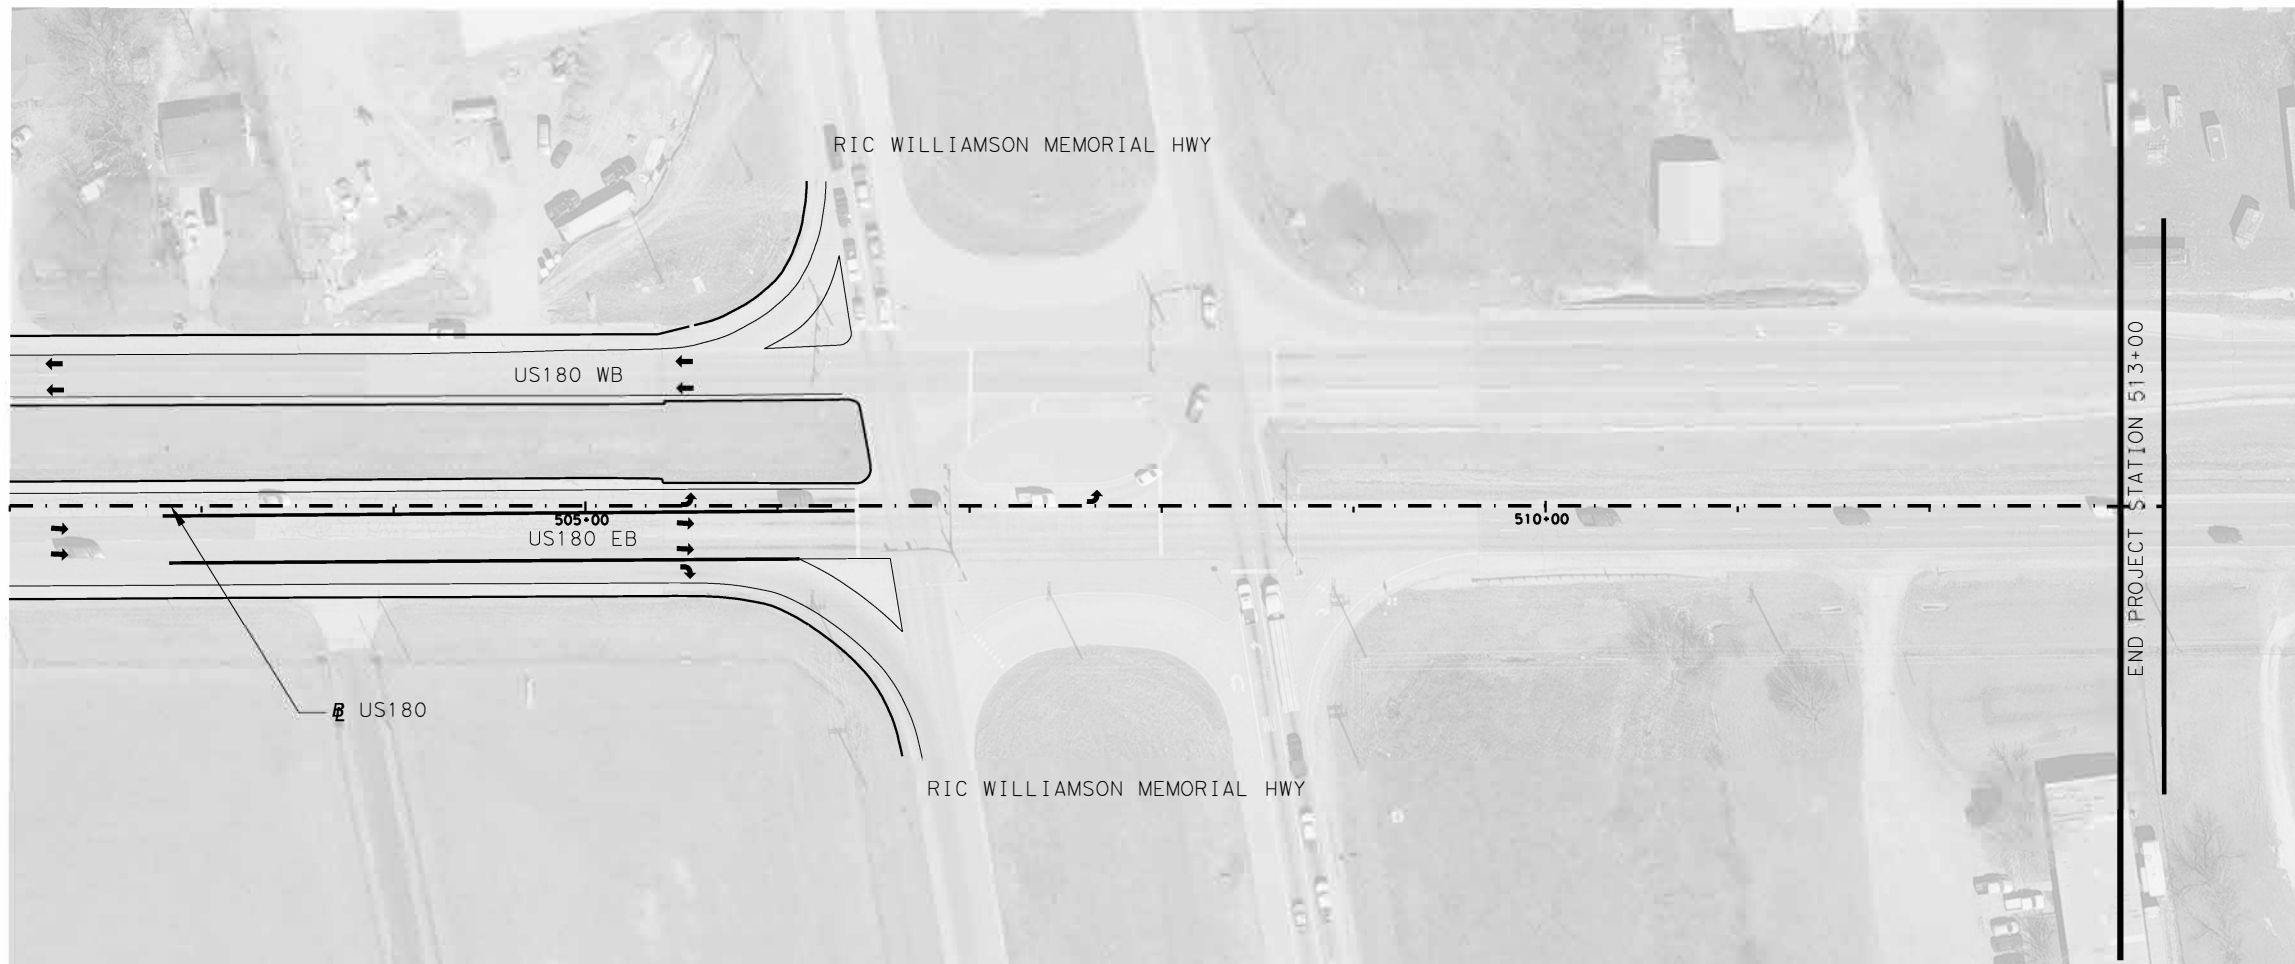 RIC WILLIAMSON MEMORIAL HWY
US180 WB
505+00
510+00
US180 EB
END PROJECT STATION 513+00
℄ US180
RIC WILLIAMSON MEMORIAL HWY